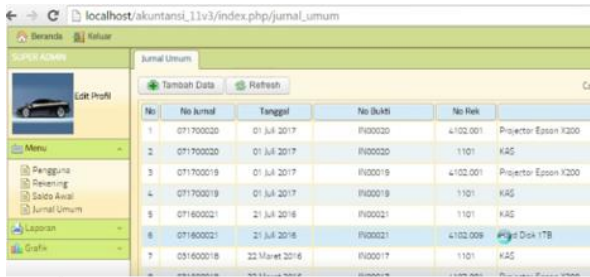 localhost/akuntansi_11v3/index.php/jurnal_umum
Beranda Keluar
SUPER ADMIN
Jurnal Umum
Edit Profil
Tambah Data Refresh
No No Jurnal Tanggal No Bukti No Rek
1 071700020 01 Juli 2017 IN00020 4102.001 Projector Epson X200
Menu
2 071700020 01 Juli 2017 IN00020 1101 KAS
Pengguna
3 071700019 01 Juli 2017 IN00019 4102.001 Projector Epson X200
Rekening
Saldo Awal
4 071700019 01 Juli 2017 IN00019 1101 KAS
Jurnal Umum
5 071600021 21 Juli 2016 IN00021 1101 KAS
Laporan
6 071600021 21 Juli 2016 IN00021 4102.009 Disk 1TB
Grafik
7 051600018 22 Maret 2016 IN00017 1101 KAS